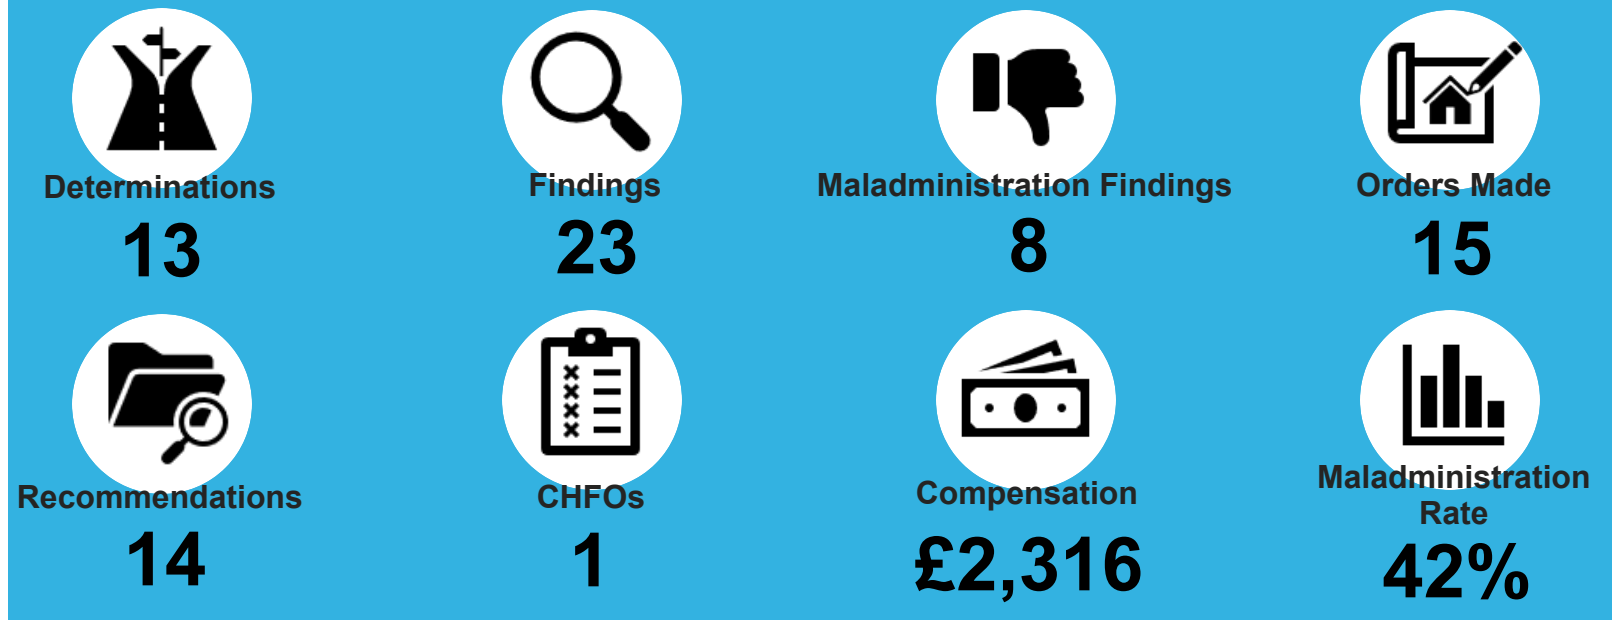 Determinations
13
Findings
23
Maladministration Findings
8
Orders Made
15
Recommendations
14
CHFOs
1
Compensation
£2,316
Maladministration
Rate
42%